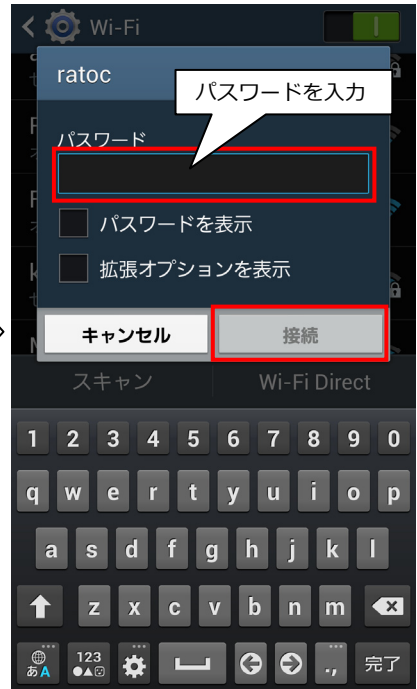 Wi-Fi
ratoc
パスワードを入力
パスワード
パスワードを表示
拡張オプションを表示
キャンセル
接続
スキャン
Wi-Fi Direct
1 2 3 4 5 6 7 8 9 0
q w e r t y u i o p
a s d f g h j k l
z x c v b n m
あA 123 ., 完了